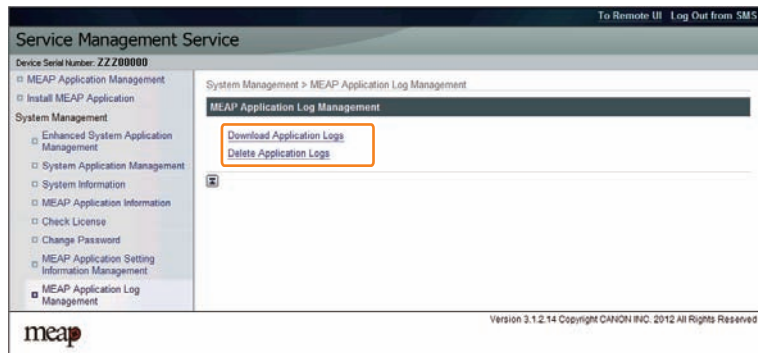 To Remote UI Log Out from SMS
Service Management Service
Device Serial Number: ZZZ00000
MEAP Application Management
Install MEAP Application
System Management
Enhanced System Application
Management
System Application Management
System Information
MEAP Application Information
Check License
Change Password
MEAP Application Setting
Information Management
MEAP Application Log
Management
System Management > MEAP Application Log Management
MEAP Application Log Management
Download Application Logs
Delete Application Logs
meap
Version 3.1.2.14 Copyright CANON INC. 2012 All Rights Reserved